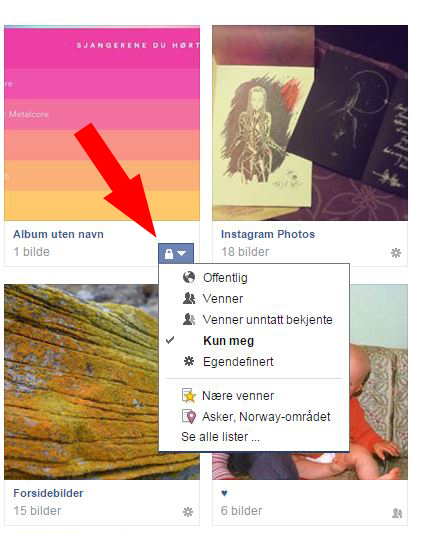 SJANGERENE DU HØRT
Metalcore
Album uten navn
1 bilde
Instagram Photos
18 bilder
Offentlig
Venner
Venner unntatt bekjente
Kun meg
Egendefinert
Nære venner
Asker, Norway-området
Se alle lister ...
Forsidebilder
15 bilder
♥
6 bilder